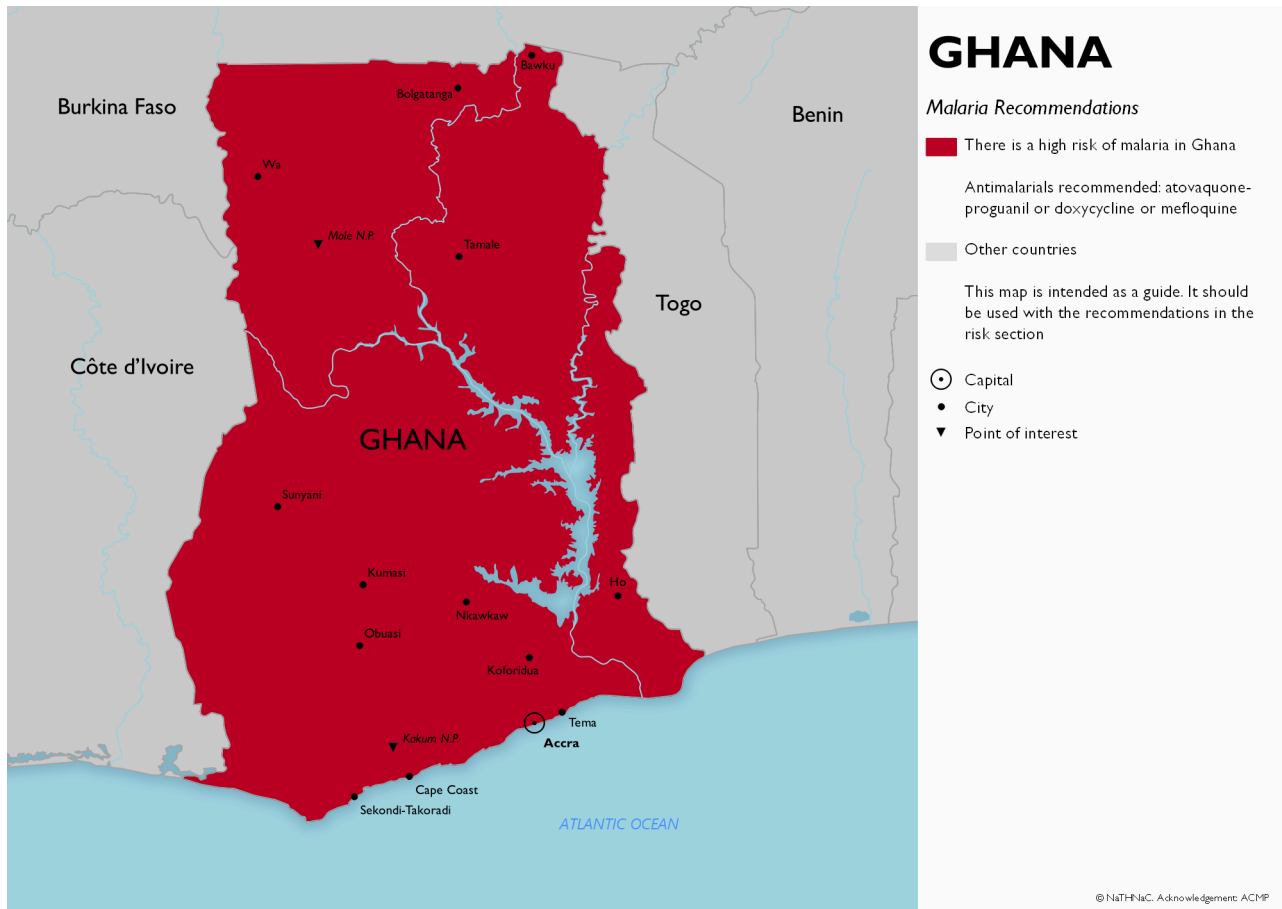 GHANA
Malaria Recommendations
There is a high risk of malaria in Ghana
Antimalarials recommended: atovaquone-
proguanil or doxycycline or mefloquine
Other countries
This map is intended as a guide. It should
be used with the recommendations in the
risk section
Capital
City
Point of interest
Burkina Faso
Benin
Bawku
Bolgatanga
Wa
Mole N.P.
Tamale
Togo
Côte d'Ivoire
GHANA
Sunyani
Kumasi
Ho
Nkawkaw
Obuasi
Koforidua
Tema
Kakum N.P.
Accra
Cape Coast
Sekondi-Takoradi
ATLANTIC OCEAN
© NaTHNaC. Acknowledgement: ACMP